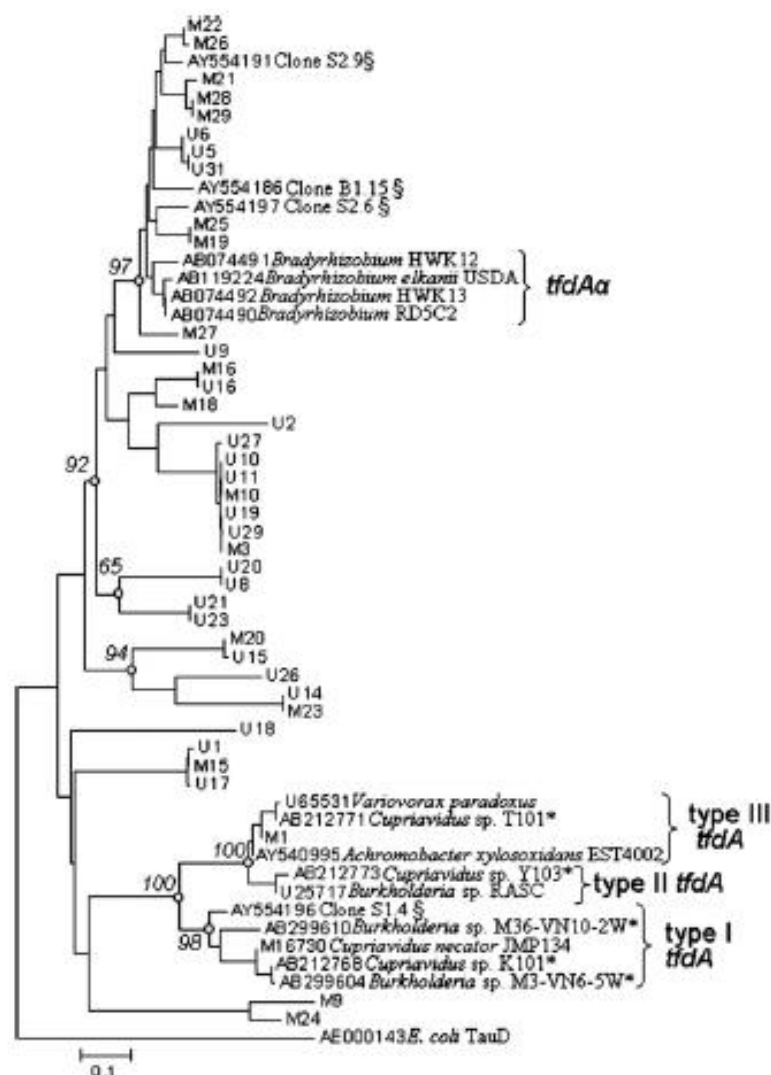 M22
M26
AY554191 Clone S2.9§
M21
M28
M29
U6
U5
U31
AY554186 Clone B1.15 §
AY554197 Clone S2.6 §
M25
M19
97
AB074491 Bradyrhizobium HWK12
AB119224 Bradyrhizobium elkanii USDA
AB074492 Bradyrhizobium HWK13
AB074490 Bradyrhizobium RD5C2
tfdAα
M27
U9
M16
U16
M18
U2
U27
U10
U11
M10
U19
U29
M3
92
65
U20
U8
U21
U23
94
M20
U15
U26
U14
M23
U18
U1
M15
U17
U65531 Variovorax paradoxus
AB212771 Cupriavidus sp. T101*
M1
AY540995 Achromobacter xylosoxidans EST4002
type III
tfdA
100
AB212773 Cupriavidus sp. Y103*
U25717 Burkholderia sp. RASC
type II tfdA
100
AY554196 Clone S1.4 §
AB299610 Burkholderia sp. M36-VN10-2W*
M16730 Cupriavidus necator JMP134
AB212768 Cupriavidus sp. K101*
AB299604 Burkholderia sp. M3-VN6-5W*
type I
tfdA
98
M9
M24
AE000143 E. coli TauD
0.1